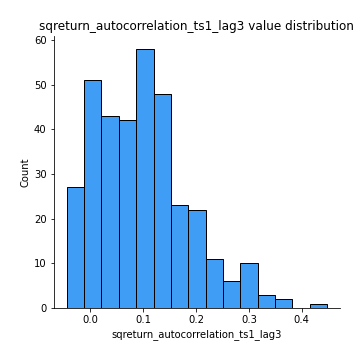 sqreturn_autocorrelation_ts1_lag3 value distribution
60
50
40
30
20
10
0
Count
0.0 0.1 0.2 0.3 0.4
sqreturn_autocorrelation_ts1_lag3